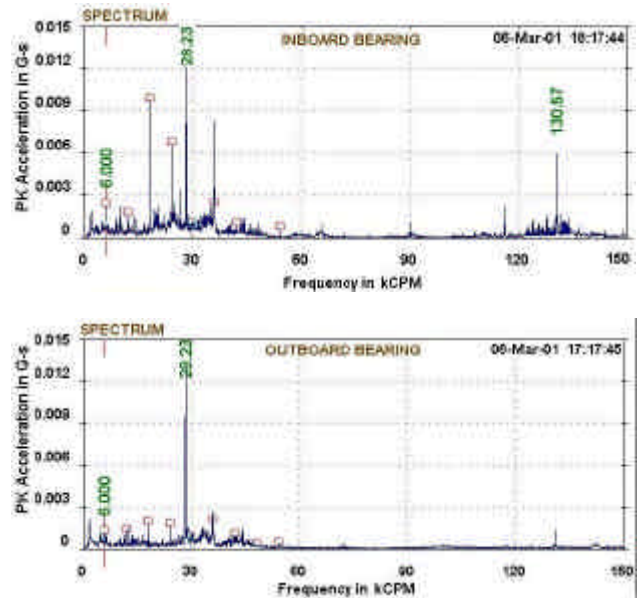 SPECTRUM
INBOARD BEARING
06-Mar-01 16:17:44
PK Acceleration in G-s
0.015
0.012
0.009
0.006
0.003
0
6.000
28.23
130.57
0 30 60 90 120 150
Frequency in kCPM
SPECTRUM
OUTBOARD BEARING
06-Mar-01 17:17:45
PK Acceleration in G-s
0.015
0.012
0.009
0.006
0.003
0
6.000
0 30 60 90 120 150
Frequency in kCPM